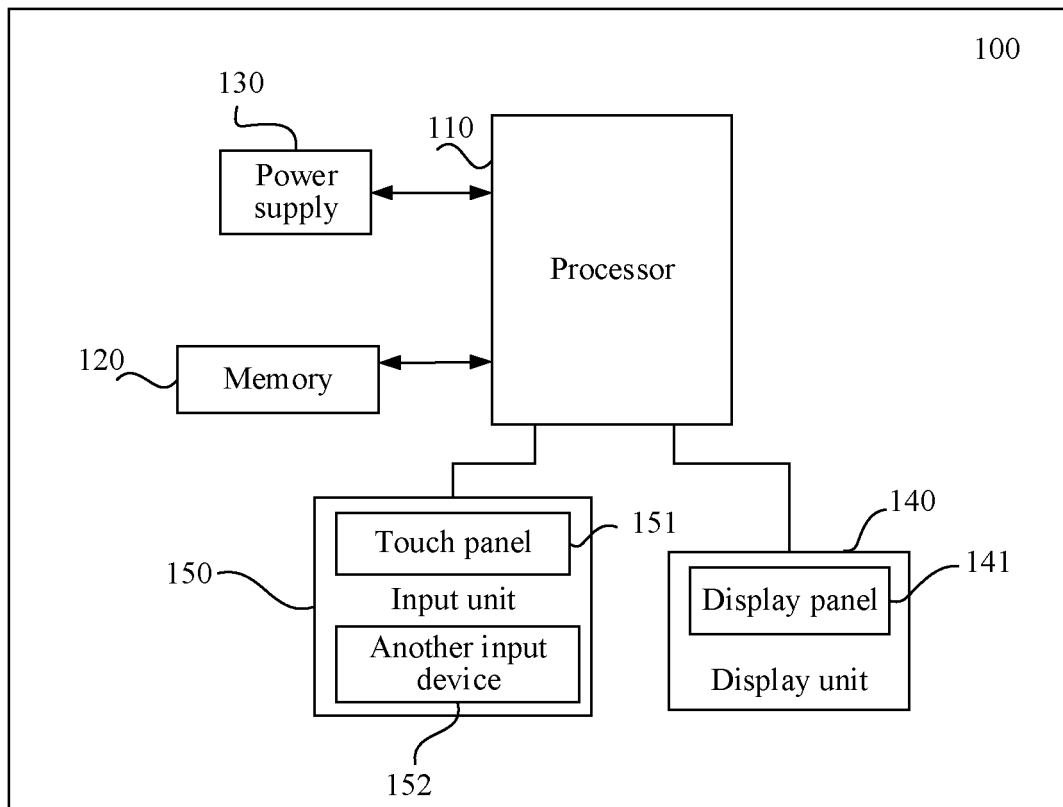 100
130
110
Power
supply
Processor
120
Memory
140
Touch panel
151
141
150
Input unit
Display panel
Another input
device
Display unit
152